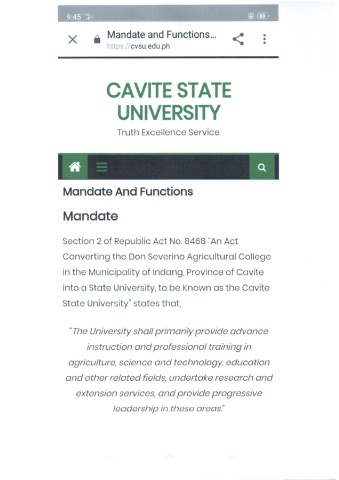 9:45
Mandate and Functions...
https://cvsu.edu.ph
CAVITE STATE
UNIVERSITY
Truth Excellence Service
Mandate And Functions
Mandate
Section 2 of Republic Act No. 8468 "An Act
Converting the Don Severino Agricultural College
in the Municipality of Indang, Province of Cavite
into a State University, to be Known as the Cavite
State University" states that,
"The University shall primarily provide advance
instruction and professional training in
agriculture, science and technology, education
and other related fields, undertake research and
extension services, and provide progressive
leadership in these areas."